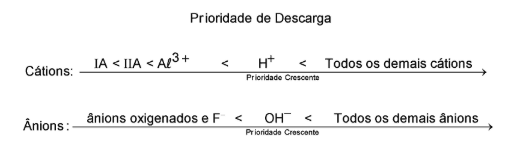 Prioridade de Descarga
Cátions: IA < IIA < Aℓ³⁺ < H⁺ < Todos os demais cátions
Prioridade Crescente
Ânions: ânions oxigenados e F⁻ < OH⁻ < Todos os demais ânions
Prioridade Crescente